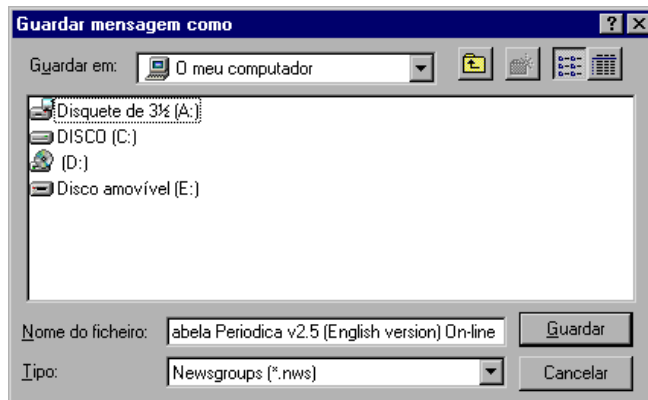 Guardar mensagem como
Guardar em: O meu computador
Disquete de 3½ (A:)
DISCO (C:)
(D:)
Disco amovível (E:)
Nome do ficheiro: abela Periodica v2.5 (English version) On-line Guardar
Tipo: Newsgroups (*.nws) Cancelar